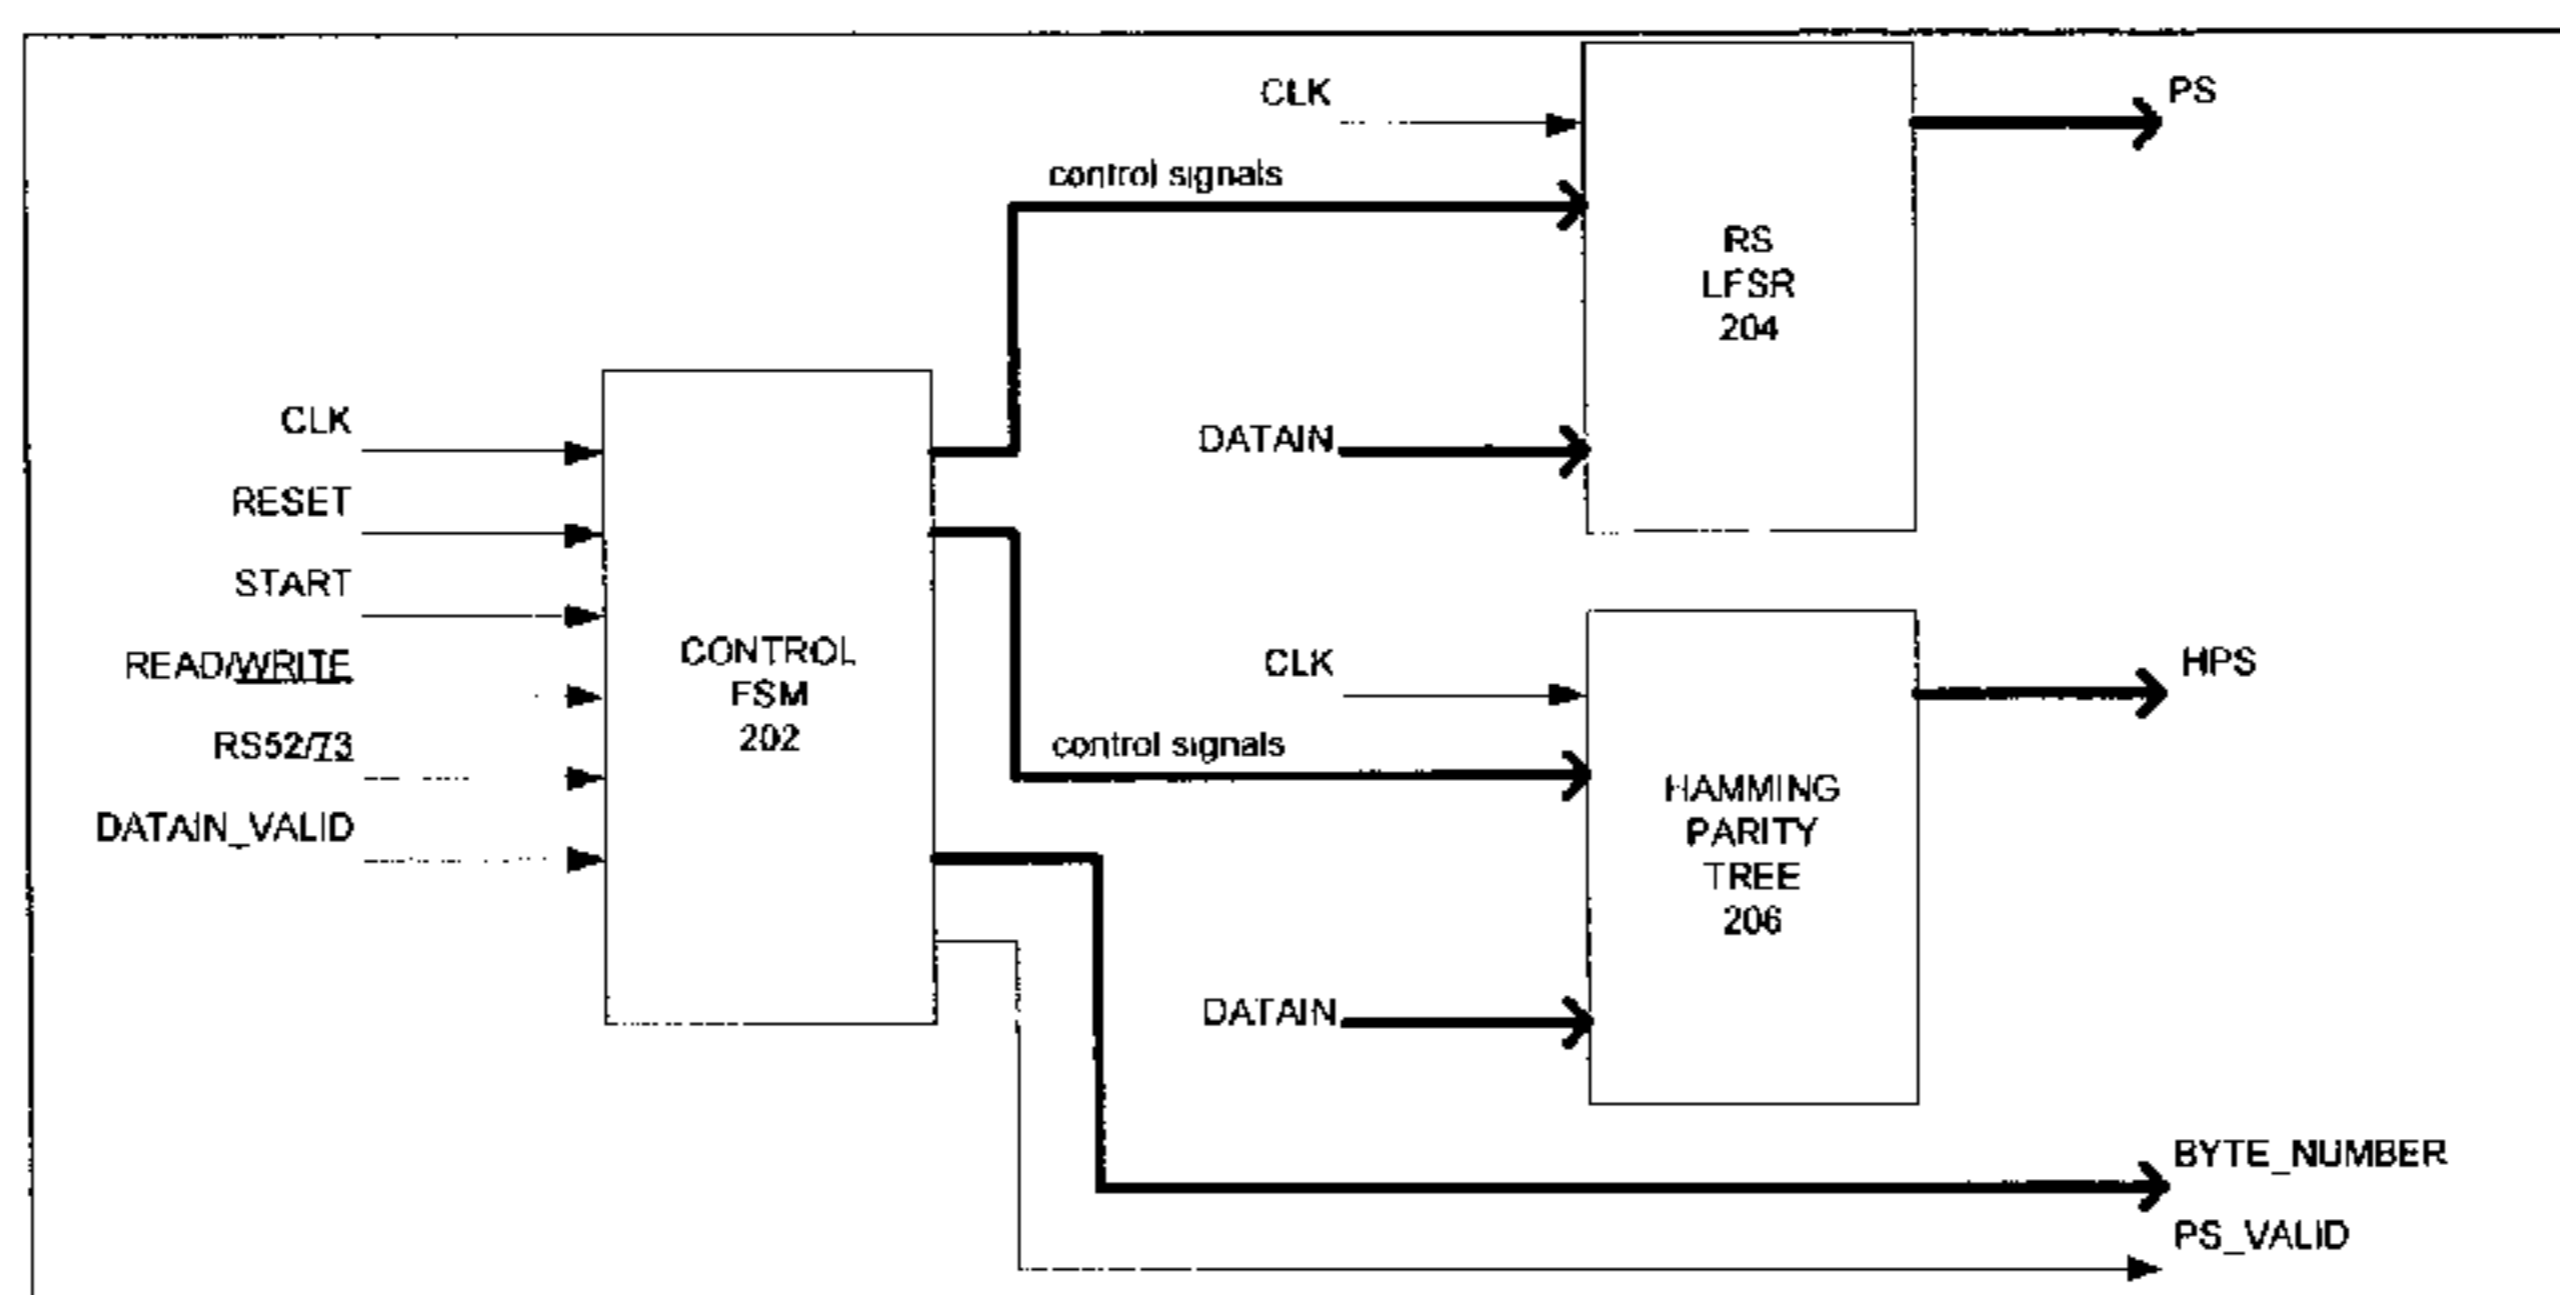 CLK
PS
control signals
RS
LFSR
204
CLK
DATAIN
RESET
START
READ/WRITE
CONTROL
FSM
202
CLK
HPS
RS52/73
control signals
DATAIN_VALID
HAMMING
PARITY
TREE
206
DATAIN
BYTE_NUMBER
PS_VALID